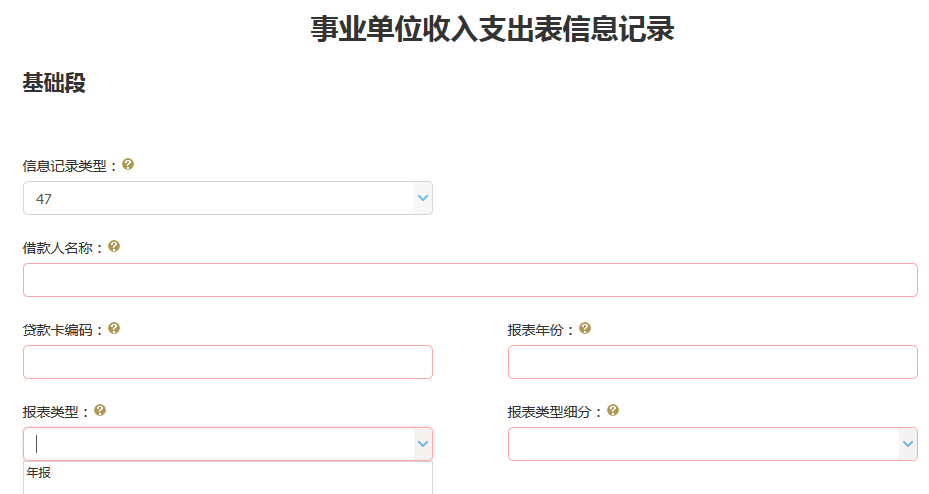 事业单位收入支出表信息记录
基础段
信息记录类型：
47
借款人名称：
贷款卡编码：
报表年份：
报表类型：
报表类型细分：
年报